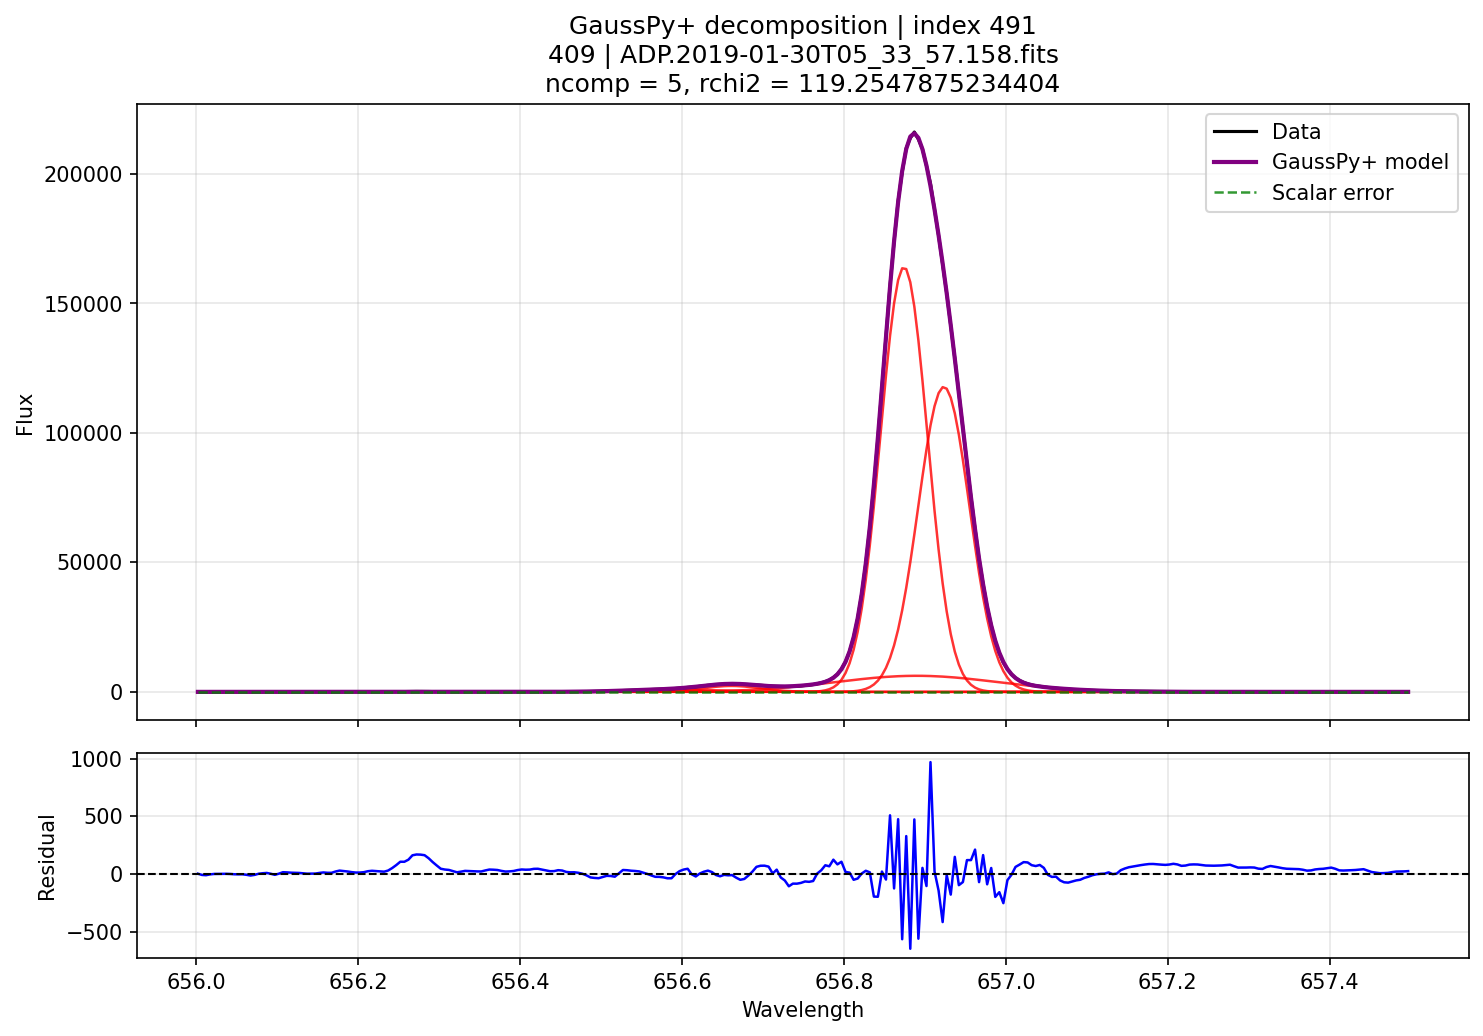 GaussPy+ decomposition | index 491
409 | ADP.2019-01-30T05_33_57.158.fits
ncomp = 5, rchi2 = 119.2547875234404
Data
GaussPy+ model
Scalar error
Flux
200000
150000
100000
50000
0
Residual
1000
500
0
−500
656.0
656.2
656.4
656.6
656.8
657.0
657.2
657.4
Wavelength